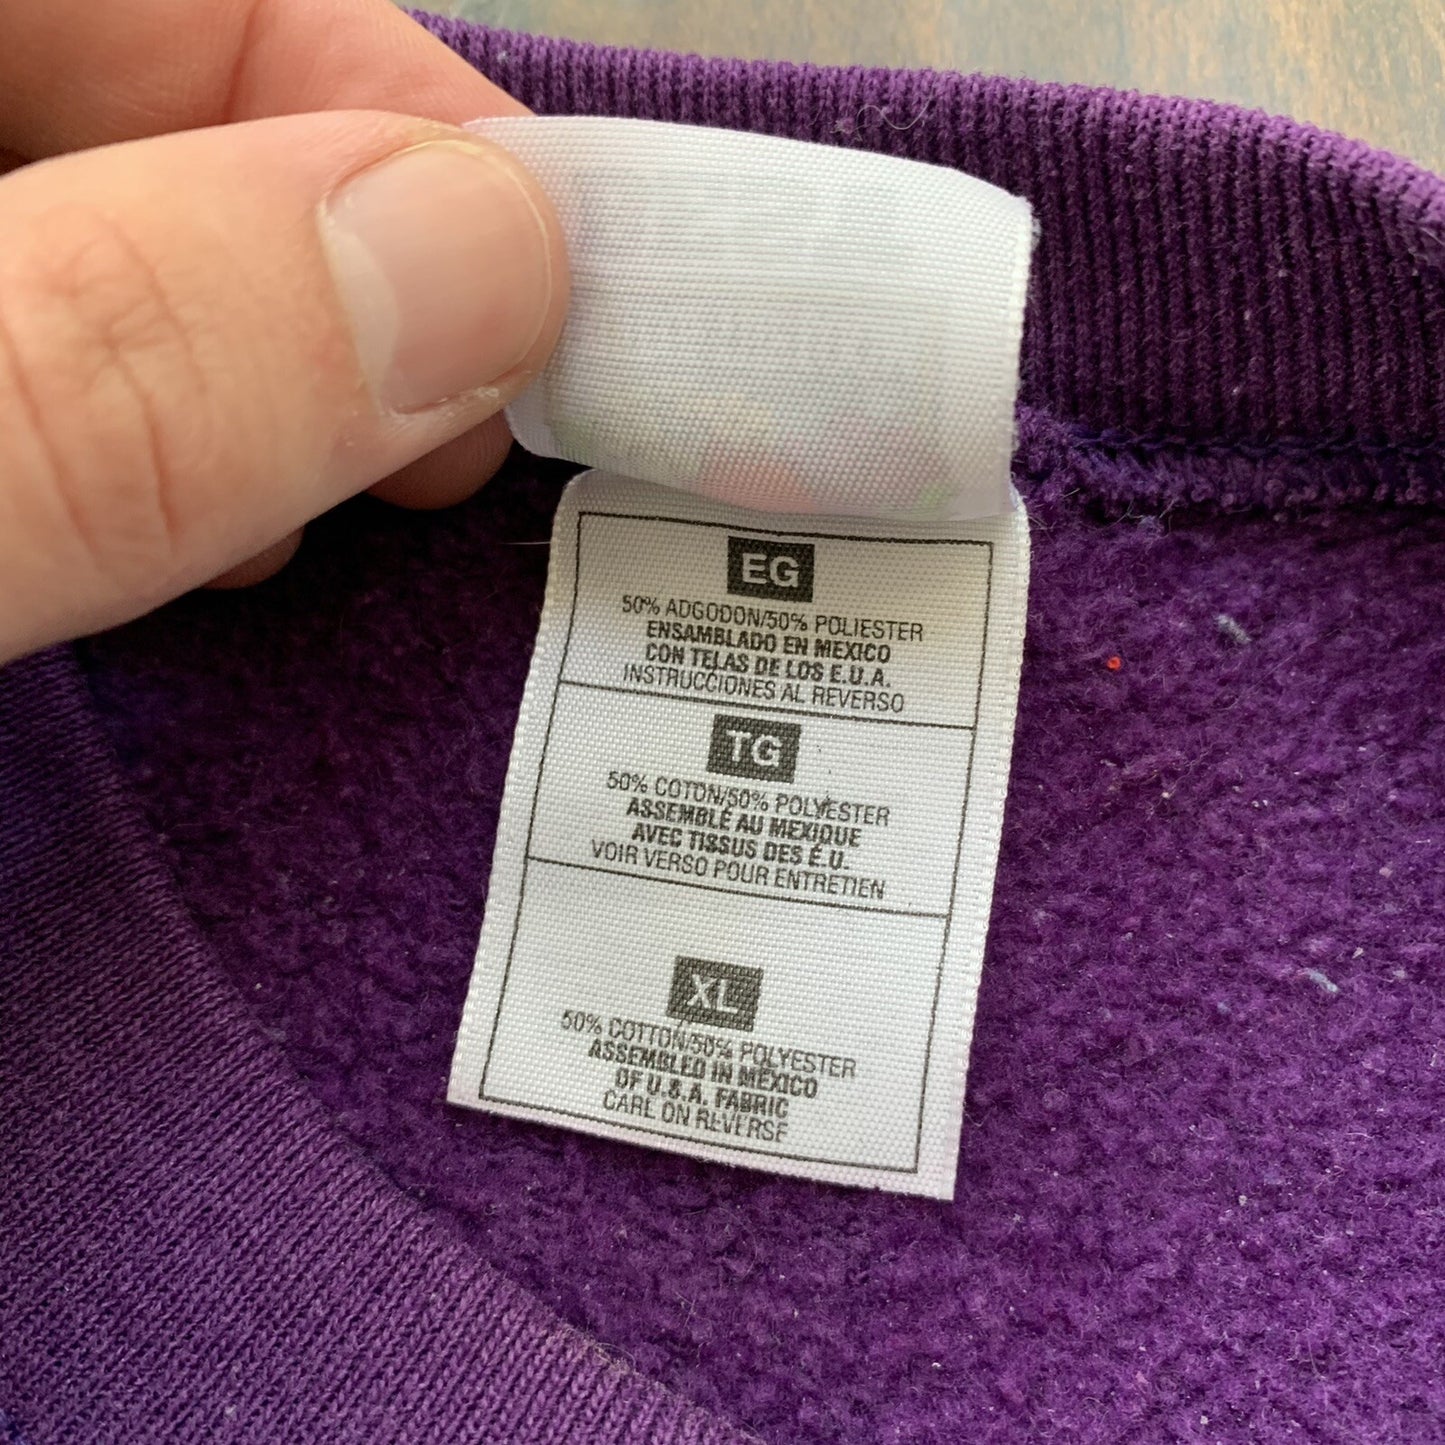 EG
50% ADGODON/50% POLIESTER
ENSAMBLADO EN MEXICO
CON TELAS DE LOS E.U.A.
INSTRUCCIONES AL REVERSO
TG
50% COTON/50% POLYESTER
ASSEMBLÉ AU MEXIQUE
AVEC TISSUS DES É.U.
VOIR VERSO POUR ENTRETIEN
XL
50% COTTON/50% POLYESTER
ASSEMBLED IN MEXICO
OF U.S.A. FABRIC
CARE ON REVERSE